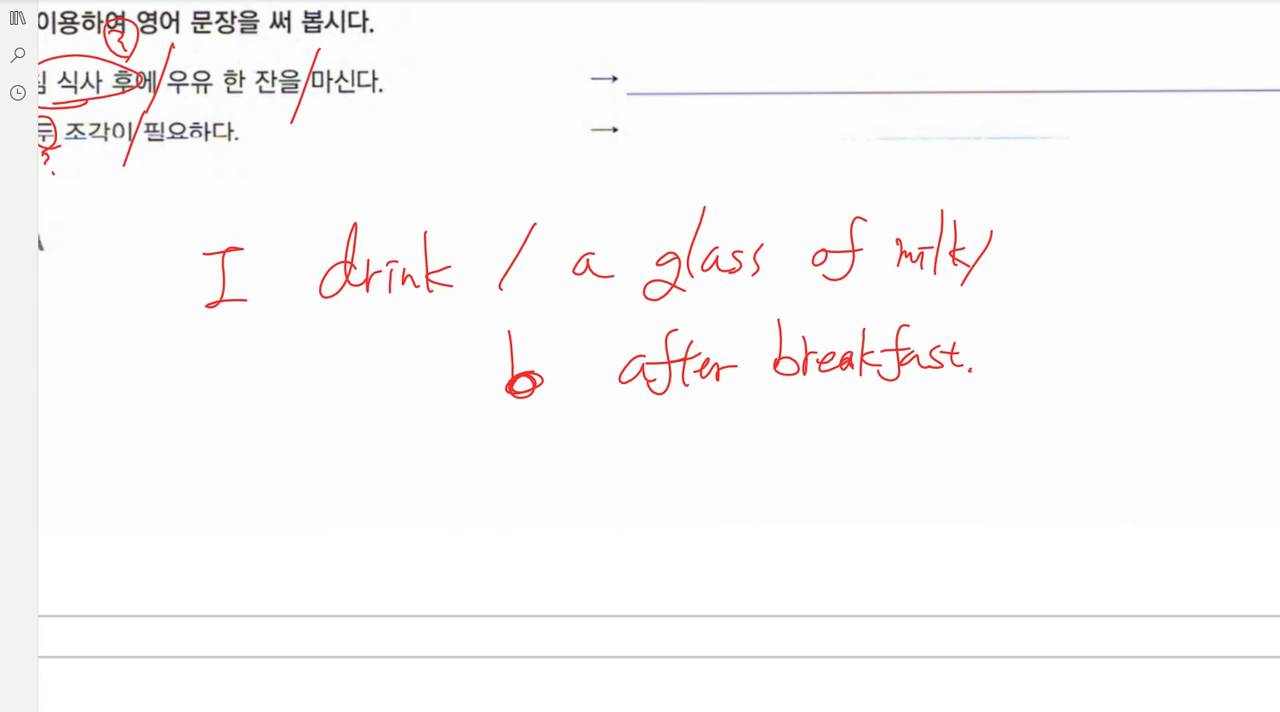 이용하여 영어 문장을 써 봅시다.
식사 후에 / 우유 한 잔을 / 마신다. →
두 조각이 / 필요하다. →
I drink / a glass of milk /
b after breakfast.